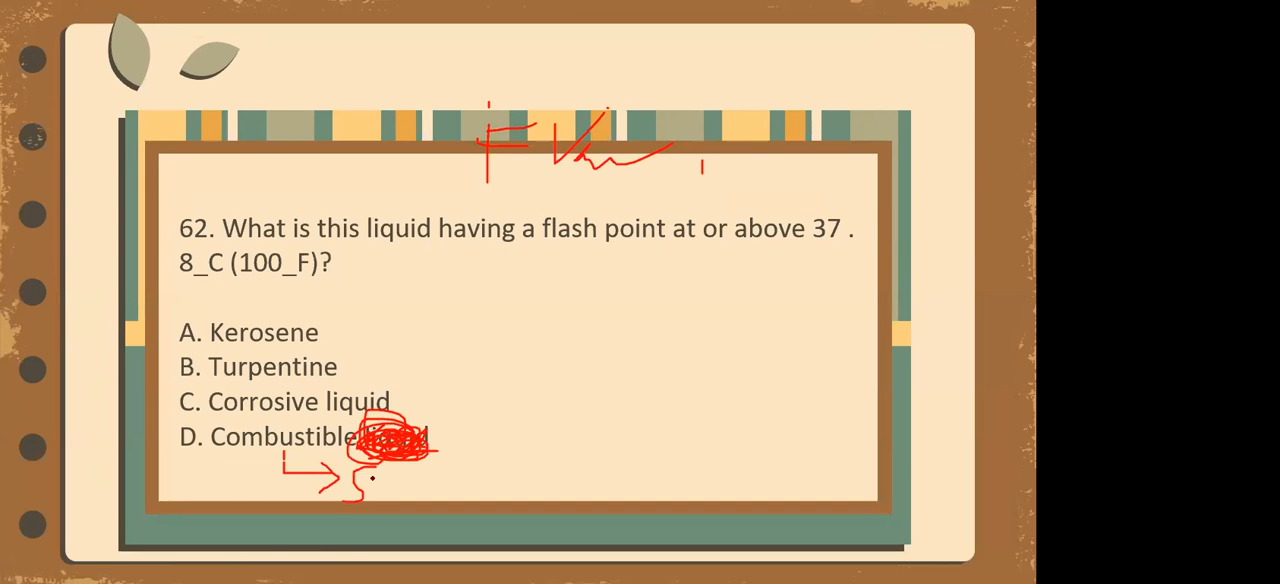 62. What is this liquid having a flash point at or above 37 .
8_C (100_F)?
A. Kerosene
B. Turpentine
C. Corrosive liquid
D. Combustible